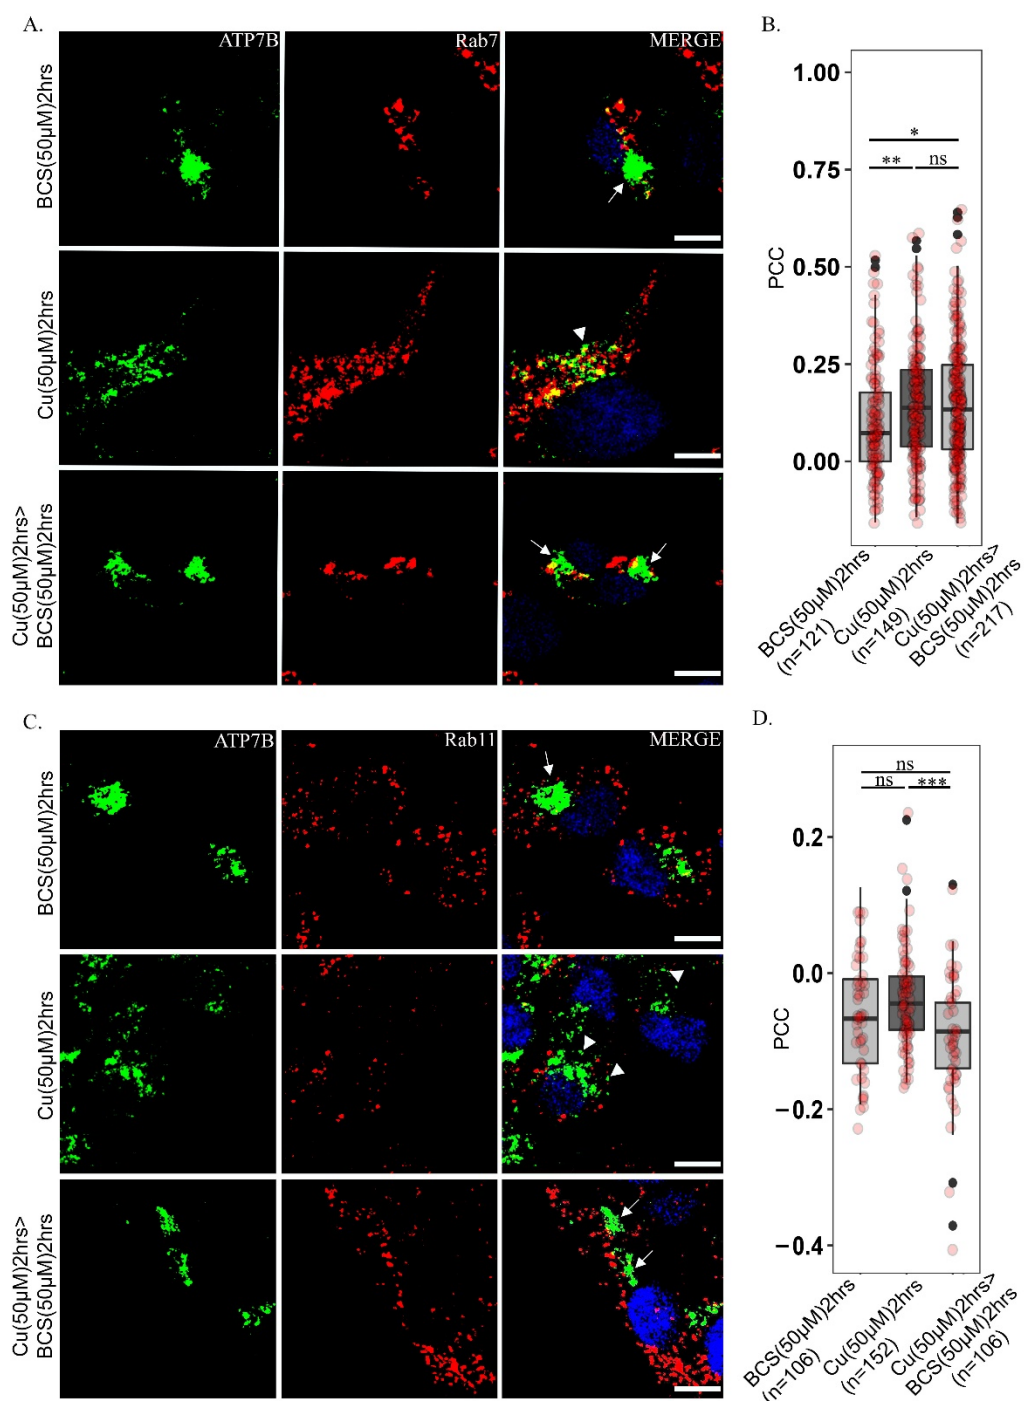 A.
ATP7B
Rab7
MERGE
BCS(50µM)2hrs
Cu(50µM)2hrs
Cu(50µM)2hrs>
BCS(50µM)2hrs
B.
1.00
0.75
0.50
0.25
0.00
PCC
*
**
ns
BCS(50µM)2hrs
(n=121)
Cu(50µM)2hrs
(n=149)
Cu(50µM)2hrs>
BCS(50µM)2hrs
(n=217)
C.
ATP7B
Rab11
MERGE
BCS(50µM)2hrs
Cu(50µM)2hrs
Cu(50µM)2hrs>
BCS(50µM)2hrs
D.
0.2
0.0
−0.2
−0.4
PCC
ns
ns
***
BCS(50µM)2hrs
(n=106)
Cu(50µM)2hrs
(n=152)
Cu(50µM)2hrs>
BCS(50µM)2hrs
(n=106)